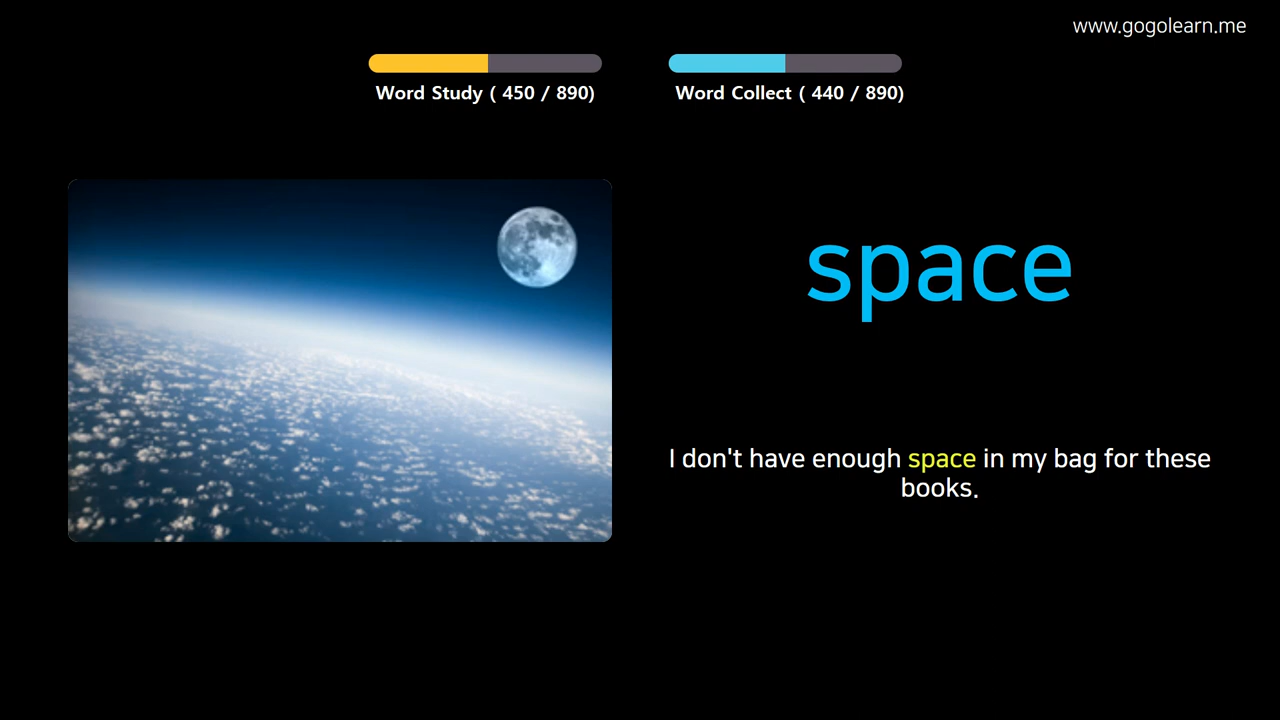 www.gogolearn.me
Word Study ( 450 / 890)
Word Collect ( 440 / 890)
space
I don't have enough space in my bag for these
books.